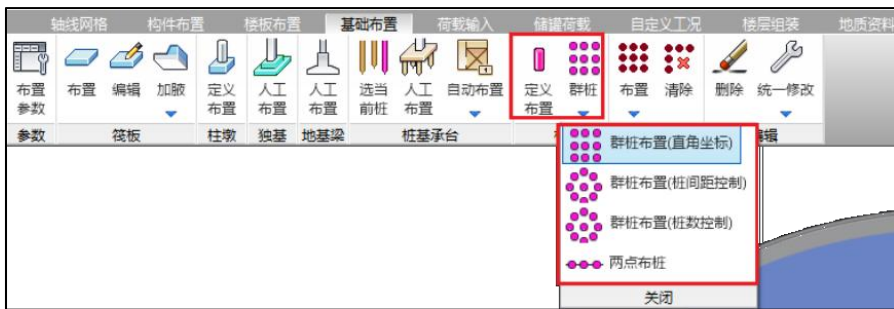 轴线网格 构件布置 楼板布置 基础布置 荷载输入 储罐荷载 自定义工况 楼层组装 地质资料
布置参数 布置 编辑 加腋 定义布置 人工布置 人工布置 选当前桩 人工布置 自动布置 定义布置 群桩 布置 清除 删除 统一修改
参数 筏板 柱墩 独基 地基梁 桩基承台 编辑
群桩布置(直角坐标)
群桩布置(桩间距控制)
群桩布置(桩数控制)
两点布桩
关闭